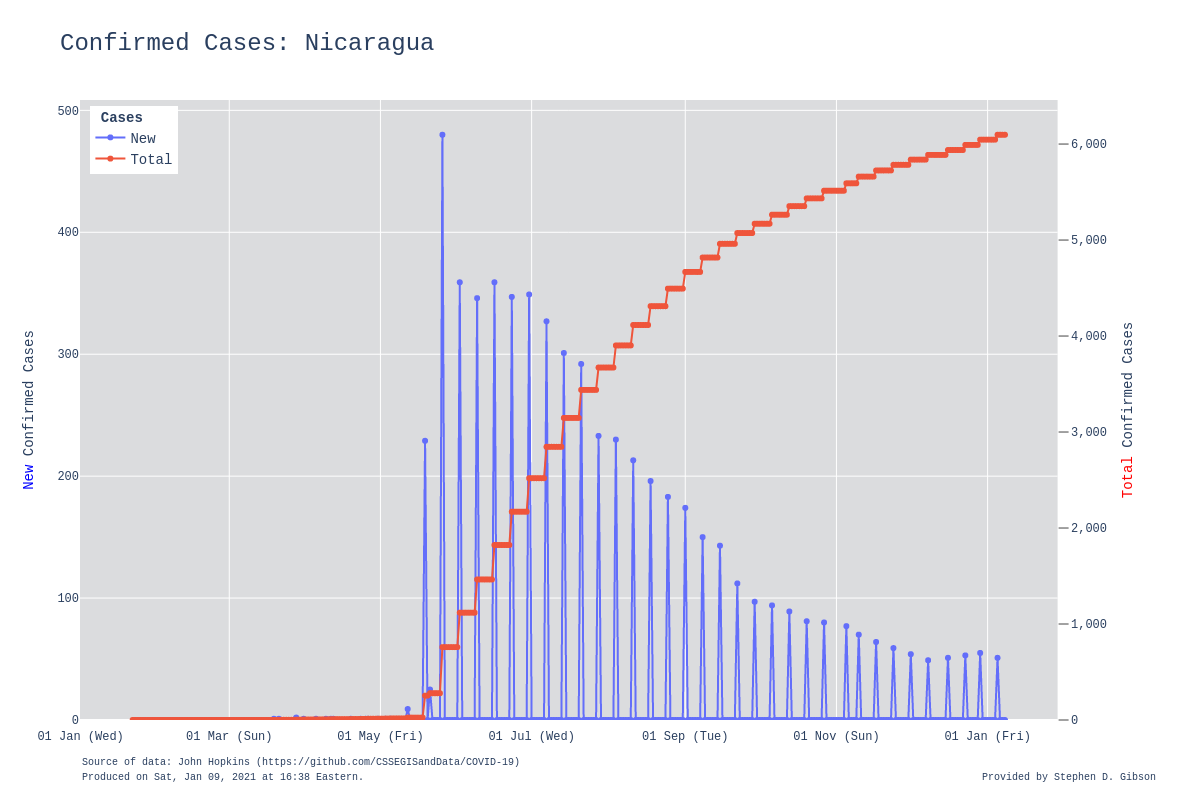 Confirmed Cases: Nicaragua
Cases
New
Total
500
400
300
200
100
0
New Confirmed Cases
6,000
5,000
4,000
3,000
2,000
1,000
0
Total Confirmed Cases
01 Jan (Wed) 01 Mar (Sun) 01 May (Fri) 01 Jul (Wed) 01 Sep (Tue) 01 Nov (Sun) 01 Jan (Fri)
Source of data: John Hopkins (https://github.com/CSSEGISandData/COVID-19)
Produced on Sat, Jan 09, 2021 at 16:38 Eastern.
Provided by Stephen D. Gibson